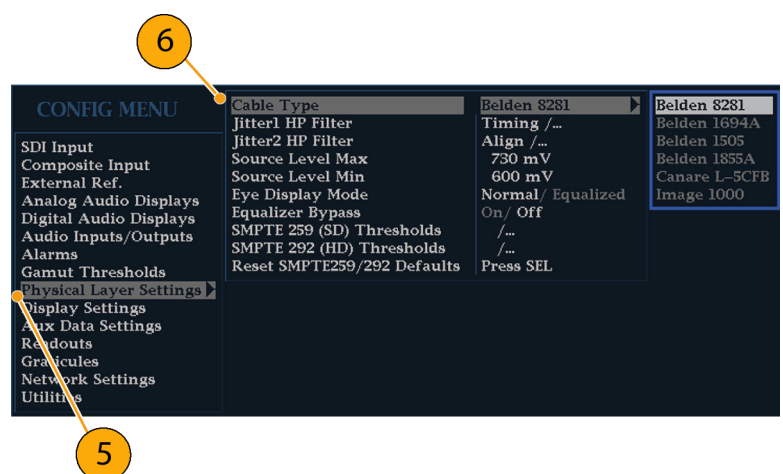 6
CONFIG MENU
SDI Input
Composite Input
External Ref.
Analog Audio Displays
Digital Audio Displays
Audio Inputs/Outputs
Alarms
Gamut Thresholds
Physical Layer Settings
Display Settings
Aux Data Settings
Readouts
Graticules
Network Settings
Utilities
Cable Type Belden 8281
Jitter1 HP Filter Timing /...
Jitter2 HP Filter Align /...
Source Level Max 730 mV
Source Level Min 600 mV
Eye Display Mode Normal/ Equalized
Equalizer Bypass On/ Off
SMPTE 259 (SD) Thresholds /...
SMPTE 292 (HD) Thresholds /...
Reset SMPTE259/292 Defaults Press SEL
Belden 8281
Belden 1694A
Belden 1505
Belden 1855A
Canare L-5CFB
Image 1000
5